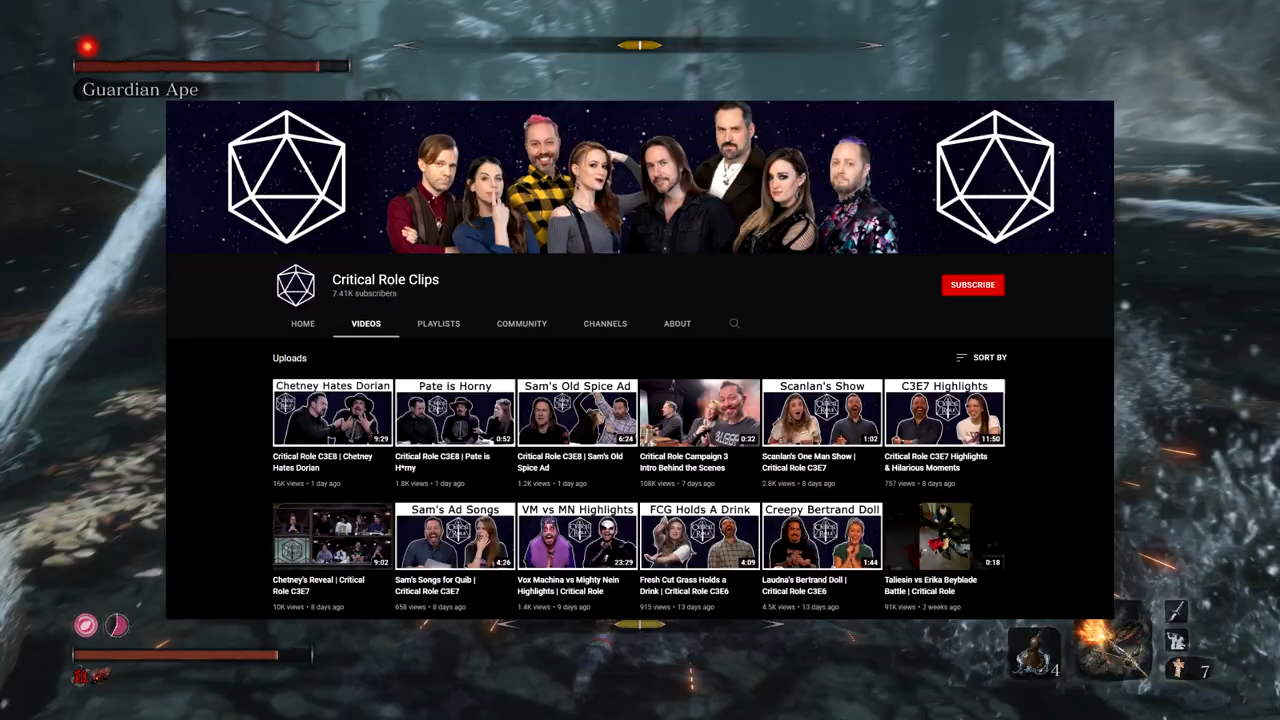 Guardian Ape
Critical Role Clips
7.41K subscribers
SUBSCRIBE
HOME VIDEOS PLAYLISTS COMMUNITY CHANNELS ABOUT
Uploads
SORT BY
Chetney Hates Dorian
Pate is Horny
Sam's Old Spice Ad
Scanlan's Show
C3E7 Highlights
9:29
0:52
6:24
0:32
1:02
11:50
Critical Role C3E8 | Chetney
Hates Dorian
16K views • 1 day ago
Critical Role C3E8 | Pate is
H*rny
1.8K views • 1 day ago
Critical Role C3E8 | Sam's Old
Spice Ad
1.2K views • 1 day ago
Critical Role Campaign 3
Intro Behind the Scenes
108K views • 7 days ago
Scanlan's One Man Show |
Critical Role C3E7
2.8K views • 8 days ago
Critical Role C3E7 Highlights
& Hilarious Moments
757 views • 8 days ago
Sam's Ad Songs
VM vs MN Highlights
FCG Holds A Drink
Creepy Bertrand Doll
9:02
4:26
23:29
4:09
1:44
0:18
Chetney's Reveal | Critical
Role C3E7
10K views • 8 days ago
Sam's Songs for Quib |
Critical Role C3E7
658 views • 8 days ago
Vox Machina vs Mighty Nein
Highlights | Critical Role
1.4K views • 9 days ago
Fresh Cut Grass Holds a
Drink | Critical Role C3E6
915 views • 13 days ago
Laudna's Bertrand Doll |
Critical Role C3E6
4.5K views • 13 days ago
Taliesin vs Erika Beyblade
Battle | Critical Role
91K views • 2 weeks ago
4
7